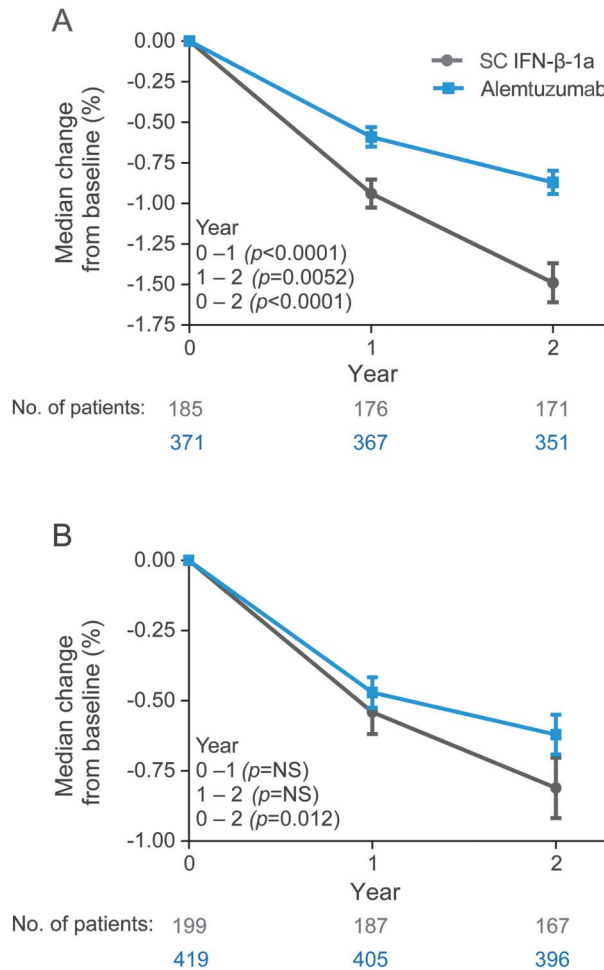 A
0.00
-0.25
-0.50
-0.75
-1.00
-1.25
-1.50
-1.75
Median change
from baseline (%)
SC IFN-β-1a
Alemtuzumab
Year
0 – 1 (p<0.0001)
1 – 2 (p=0.0052)
0 – 2 (p<0.0001)
0 1 2
Year
No. of patients: 185 176 171
371 367 351
B
0.00
-0.25
-0.50
-0.75
-1.00
Median change
from baseline (%)
Year
0 – 1 (p=NS)
1 – 2 (p=NS)
0 – 2 (p=0.012)
0 1 2
Year
No. of patients: 199 187 167
419 405 396